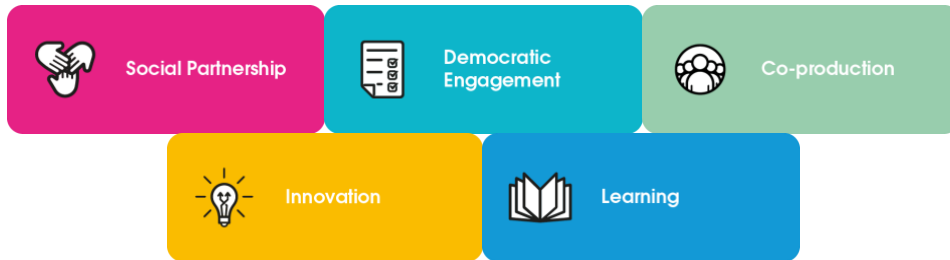 Social Partnership
Democratic
Engagement
Co-production
Innovation
Learning